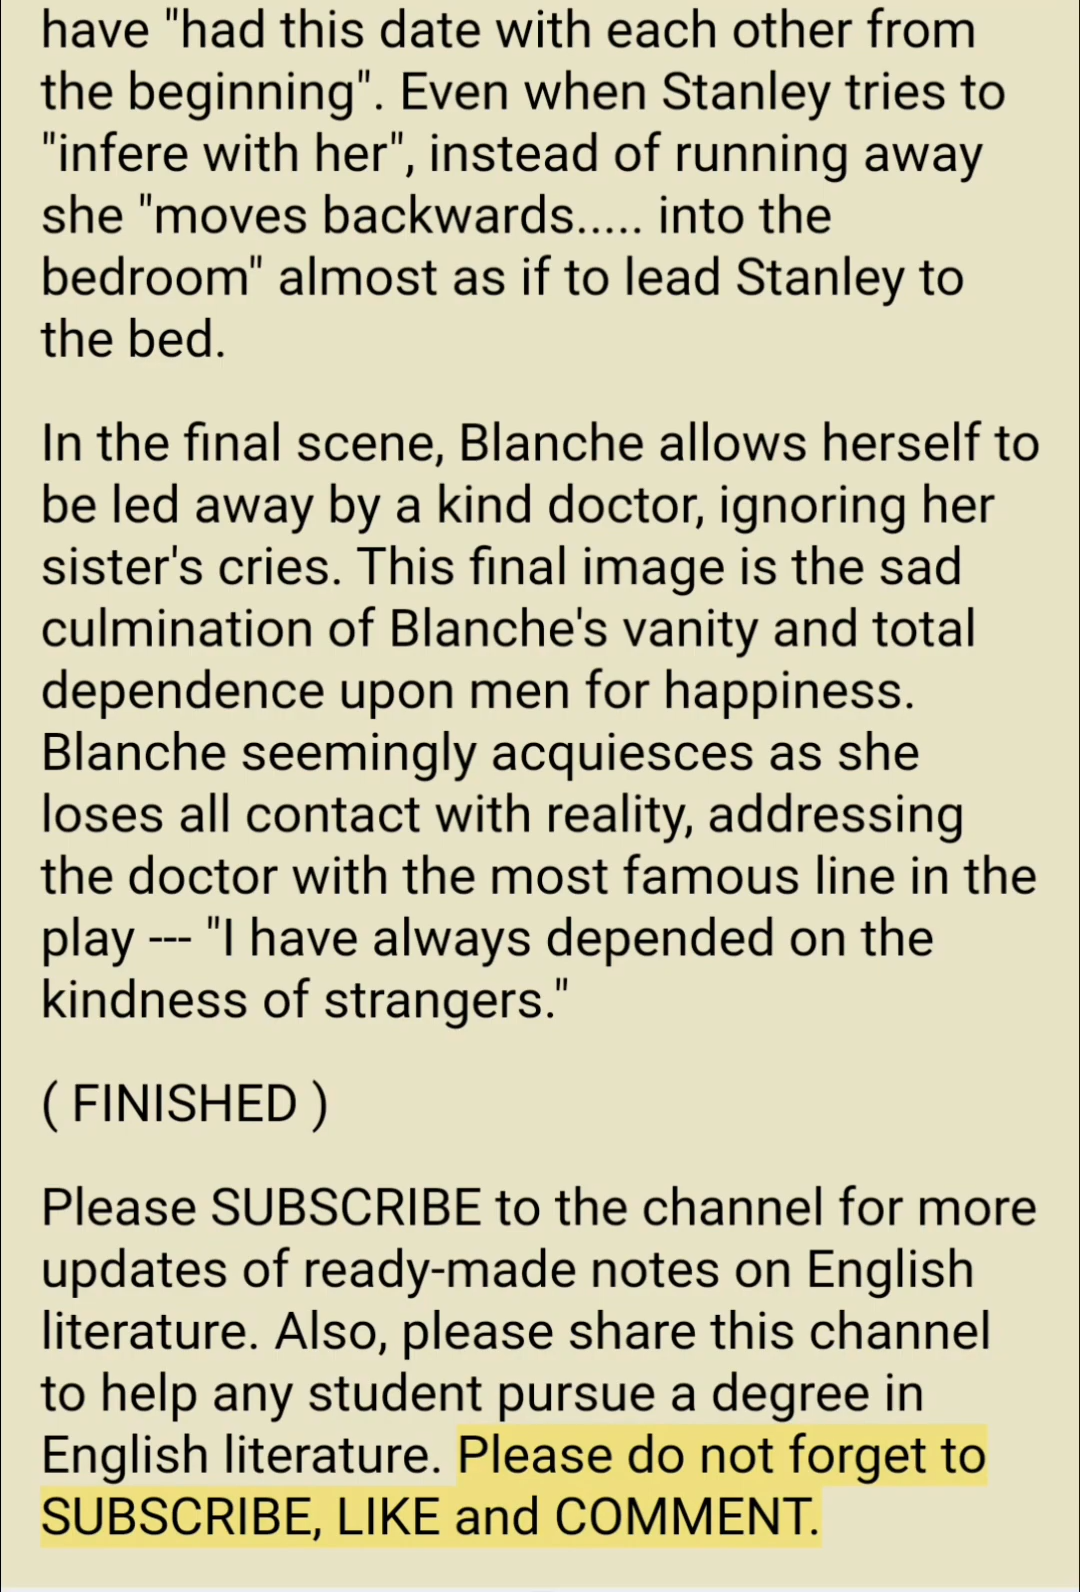 have "had this date with each other from
the beginning". Even when Stanley tries to
"infere with her", instead of running away
she "moves backwards..... into the
bedroom" almost as if to lead Stanley to
the bed.
In the final scene, Blanche allows herself to
be led away by a kind doctor, ignoring her
sister's cries. This final image is the sad
culmination of Blanche's vanity and total
dependence upon men for happiness.
Blanche seemingly acquiesces as she
loses all contact with reality, addressing
the doctor with the most famous line in the
play --- "I have always depended on the
kindness of strangers."
( FINISHED )
Please SUBSCRIBE to the channel for more
updates of ready-made notes on English
literature. Also, please share this channel
to help any student pursue a degree in
English literature. Please do not forget to
SUBSCRIBE, LIKE and COMMENT.